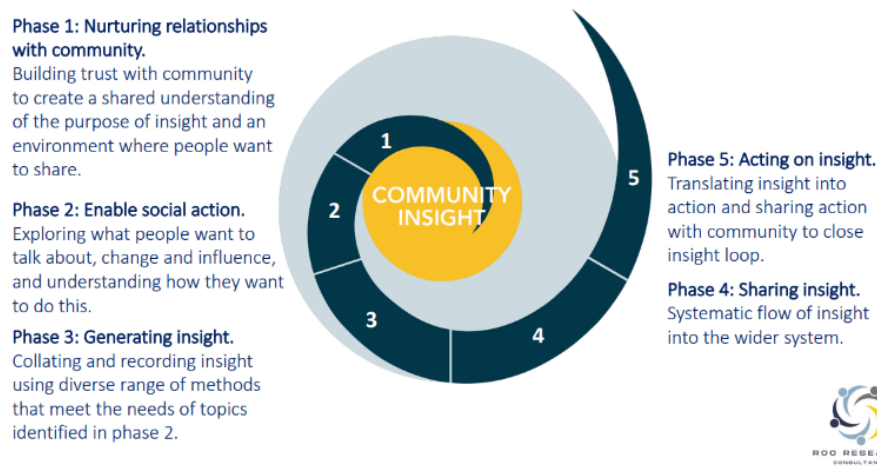 Phase 1: Nurturing relationships
with community.
Building trust with community
to create a shared understanding
of the purpose of insight and an
environment where people want
to share.
Phase 2: Enable social action.
Exploring what people want to
talk about, change and influence,
and understanding how they want
to do this.
Phase 3: Generating insight.
Collating and recording insight
using diverse range of methods
that meet the needs of topics
identified in phase 2.
1
2
3
4
5
COMMUNITY
INSIGHT
Phase 5: Acting on insight.
Translating insight into
action and sharing action
with community to close
insight loop.
Phase 4: Sharing insight.
Systematic flow of insight
into the wider system.
ROC